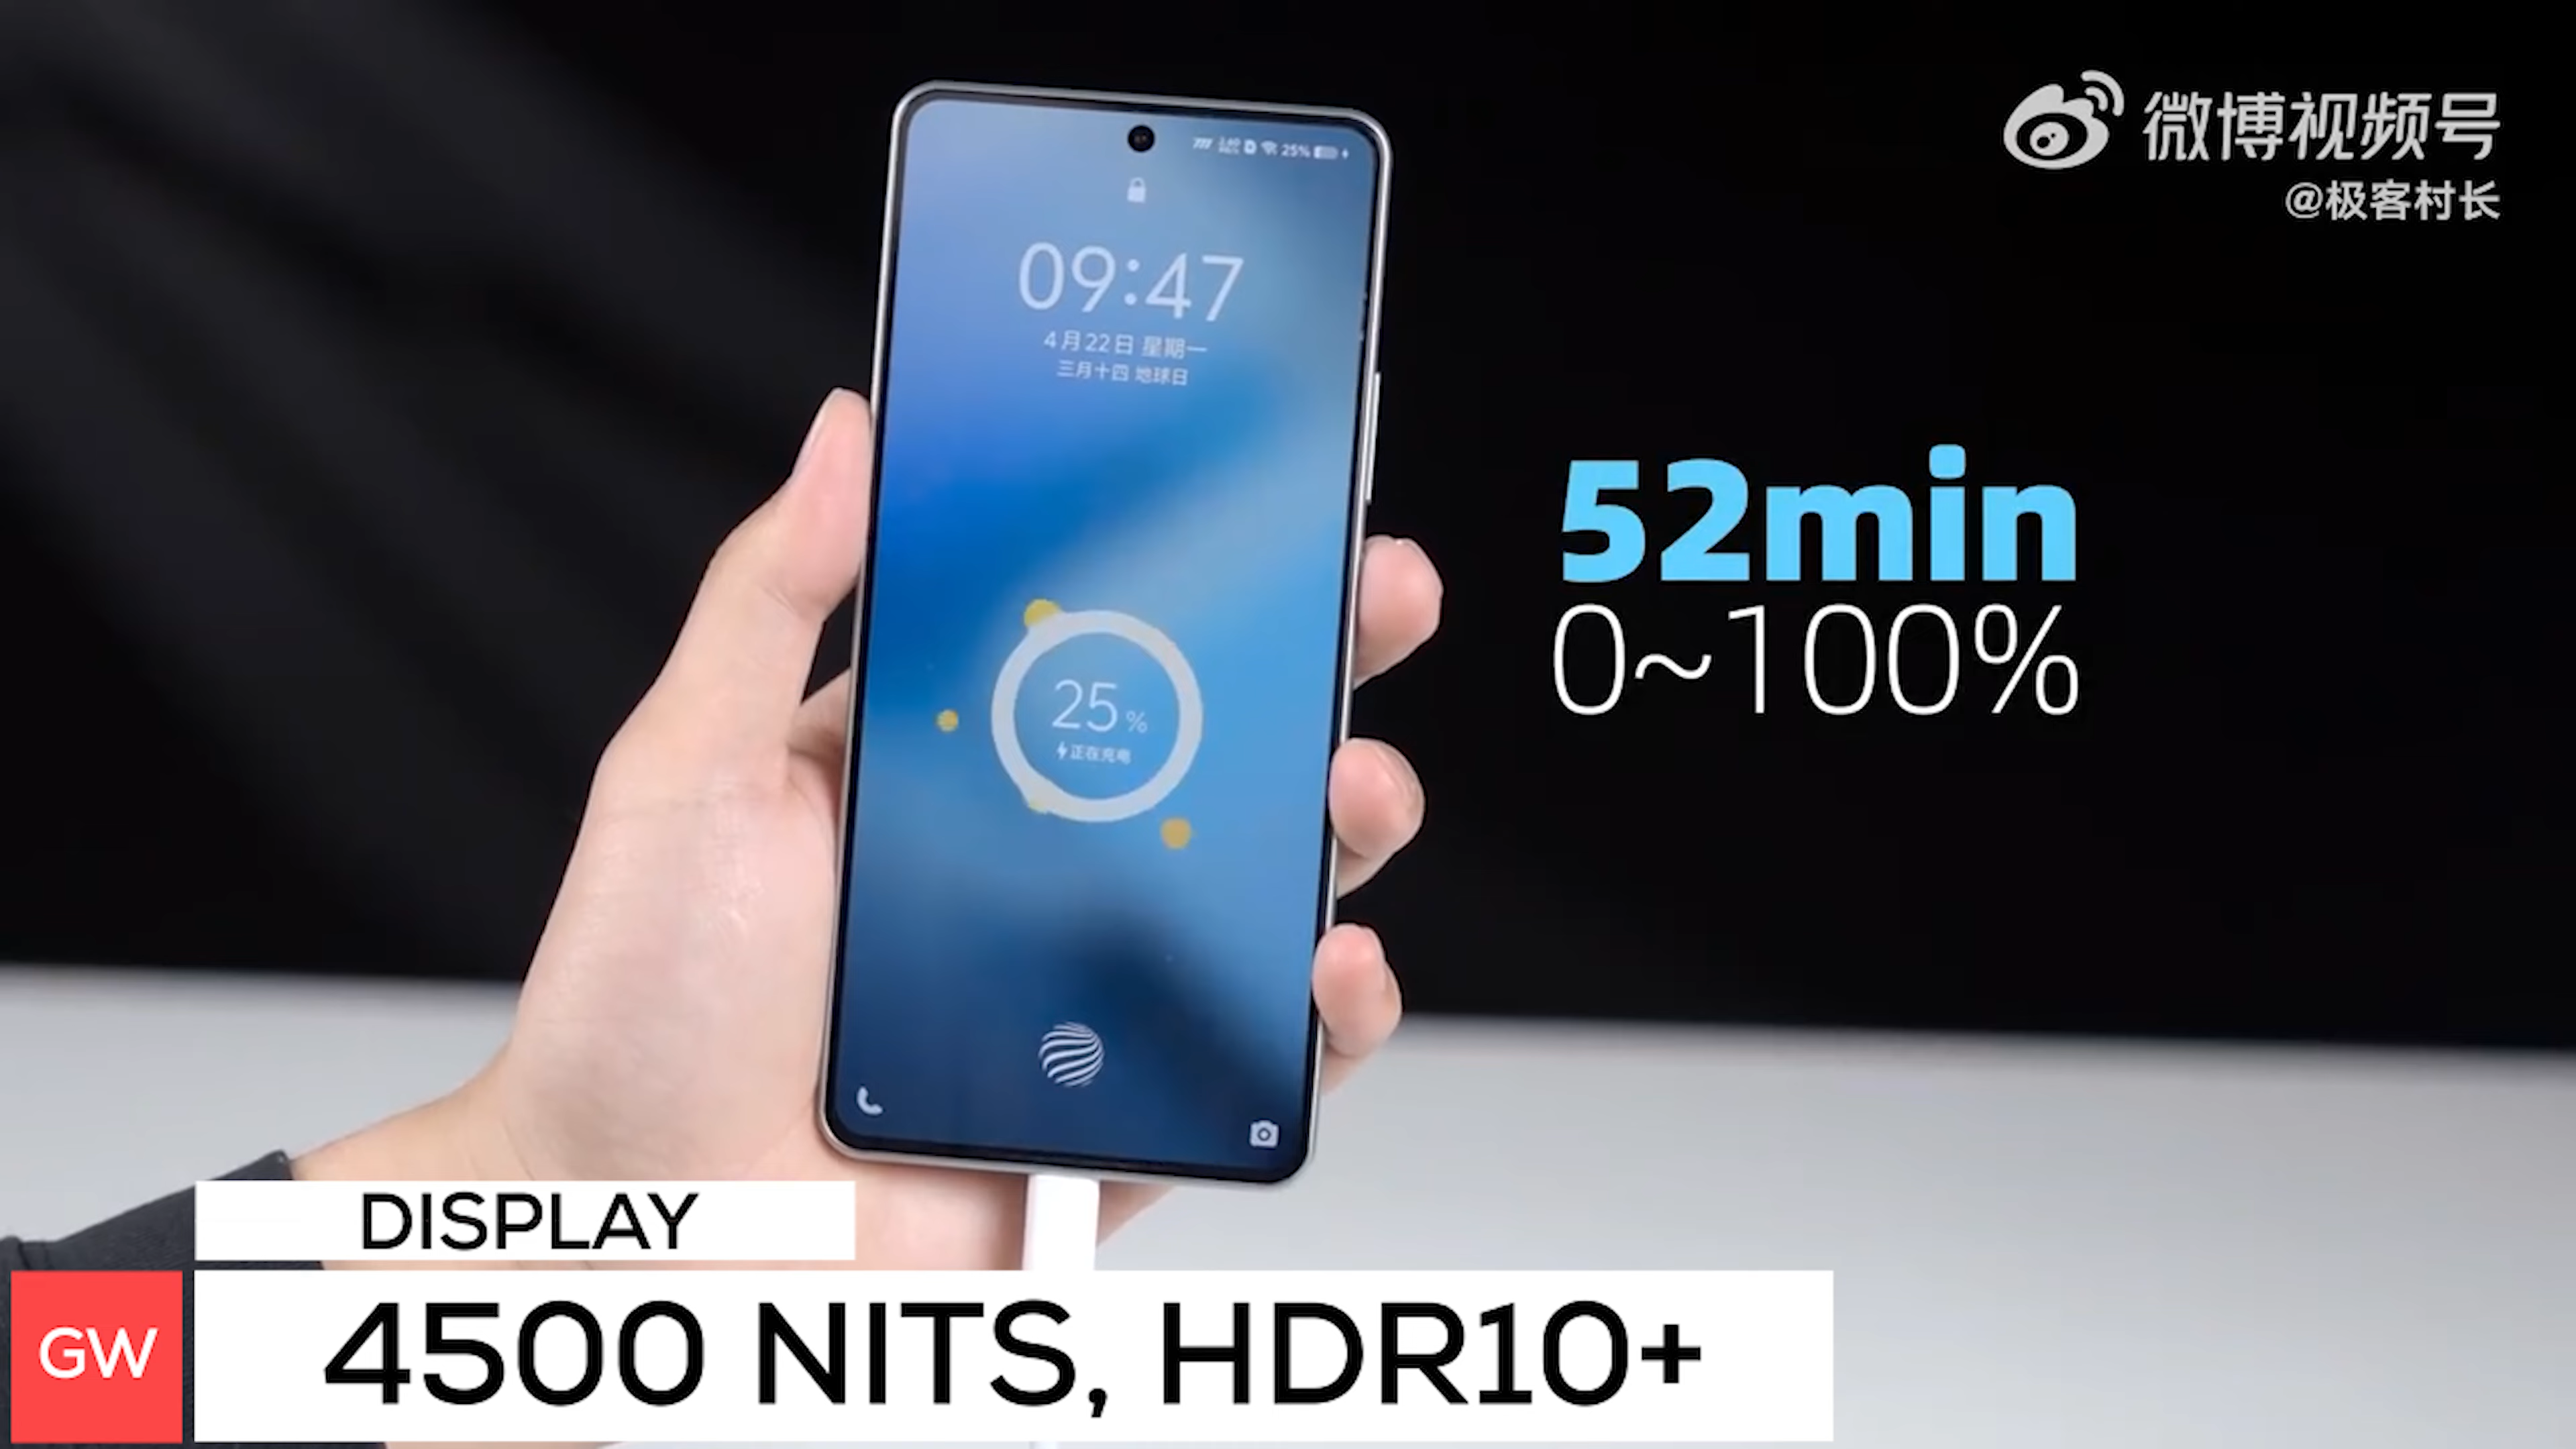 微博视频号
@极客村长
25%
09:47
4月22日 星期一
三月十四 地球日
52min
0~100%
25%
正在充电
DISPLAY
GW
4500 NITS, HDR10+